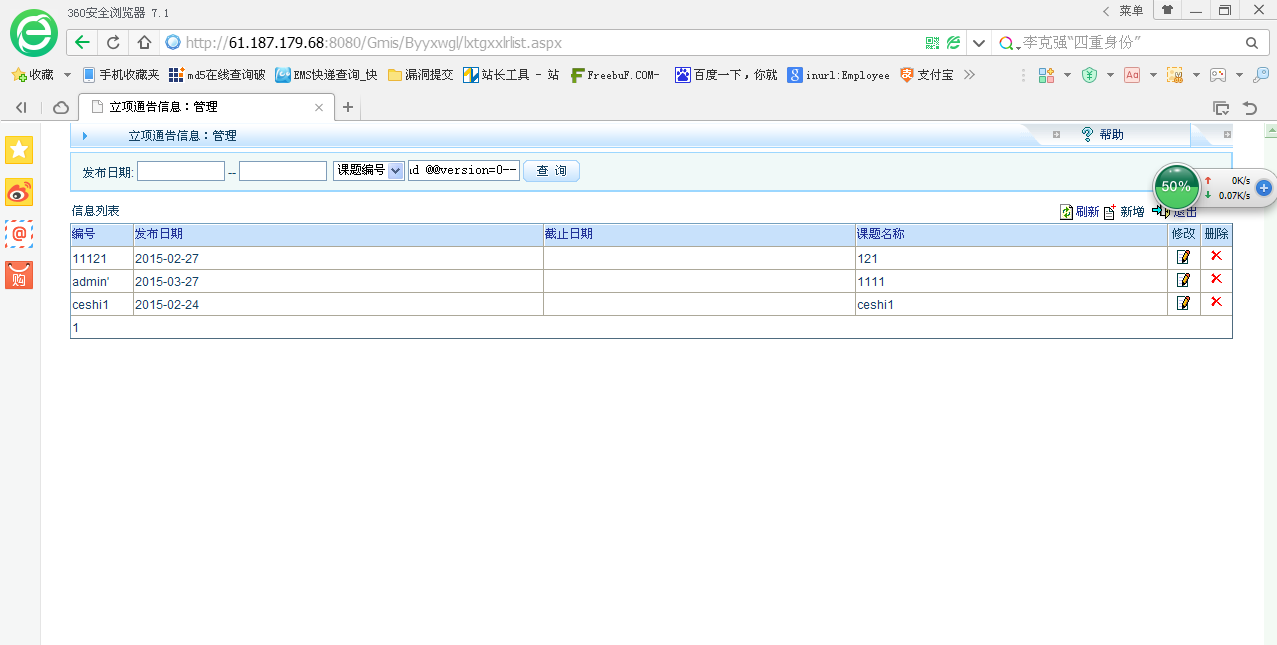 360安全浏览器 7.1
菜单
http://61.187.179.68:8080/Gmis/Byyxwgl/lxtgxxlrlist.aspx
李克强“四重身份”
收藏 手机收藏夹 md5在线查询破 EMS快递查询_快 漏洞提交 站长工具 - 站 FreebuF.COM- 百度一下，你就 inurl:Employee 支付宝
立项通告信息：管理
立项通告信息：管理 帮助
发布日期: -- 课题编号 @@version=0-- 查 询
50% 0K/s
0.07K/s
信息列表 刷新 新增 退出
编号 发布日期 截止日期 课题名称 修改 删除
11121 2015-02-27 121
admin' 2015-03-27 1111
ceshi1 2015-02-24 ceshi1
1